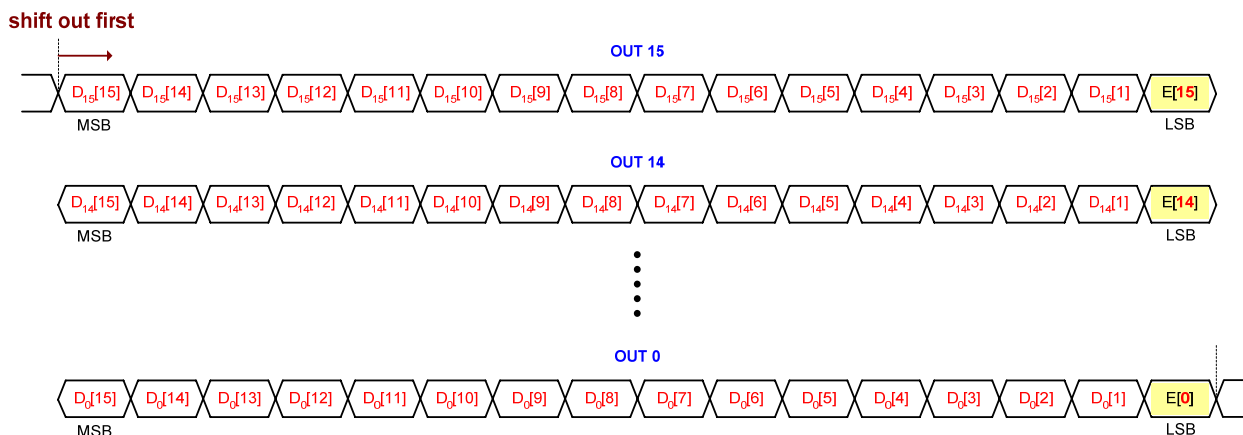 shift out first
OUT 15
D15[15] D15[14] D15[13] D15[12] D15[11] D15[10] D15[9] D15[8] D15[7] D15[6] D15[5] D15[4] D15[3] D15[2] D15[1] E[15]
MSB LSB
OUT 14
D14[15] D14[14] D14[13] D14[12] D14[11] D14[10] D14[9] D14[8] D14[7] D14[6] D14[5] D14[4] D14[3] D14[2] D14[1] E[14]
MSB LSB
OUT 0
D0[15] D0[14] D0[13] D0[12] D0[11] D0[10] D0[9] D0[8] D0[7] D0[6] D0[5] D0[4] D0[3] D0[2] D0[1] E[0]
MSB LSB